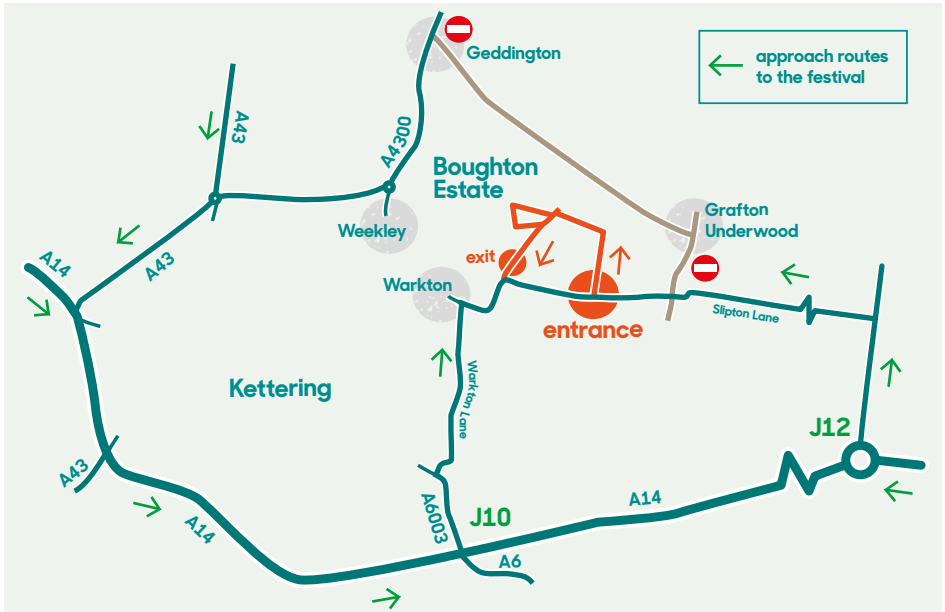 Geddington
approach routes
to the festival
A43
A4300
Boughton
Estate
Grafton
Underwood
Weekley
exit
A14
A43
Warkton
Slipton Lane
entrance
Warkton Lane
Kettering
J12
A43
A14
A6003
J10
A14
A6